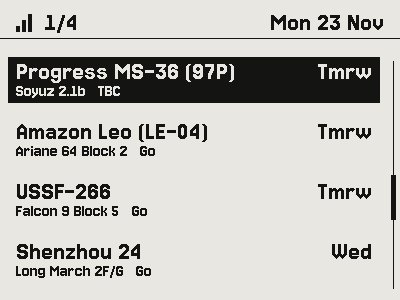 1/4 Mon 23 Nov
Progress MS-36 (97P) Tmrw
Soyuz 2.1b TBC
Amazon Leo (LE-04) Tmrw
Ariane 64 Block 2 Go
USSF-266 Tmrw
Falcon 9 Block 5 Go
Shenzhou 24 Wed
Long March 2F/G Go